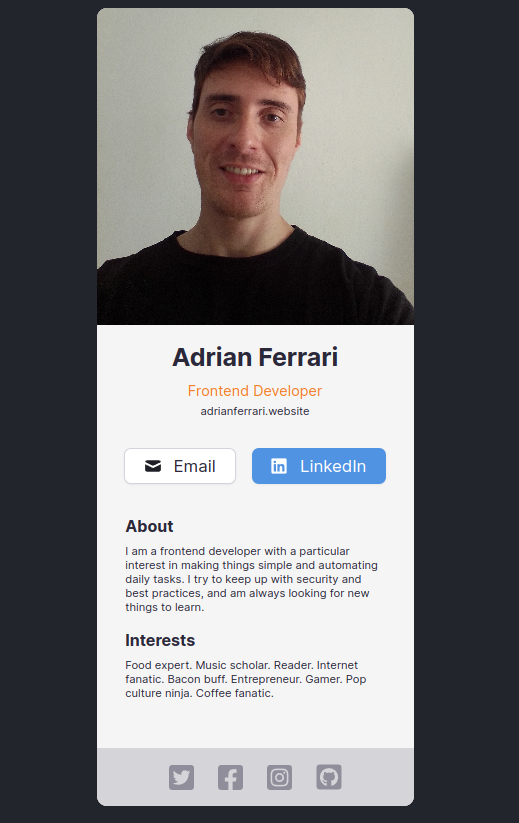 Adrian Ferrari
Frontend Developer
adrianferrari.website
Email
LinkedIn
About
I am a frontend developer with a particular
interest in making things simple and automating
daily tasks. I try to keep up with security and
best practices, and am always looking for new
things to learn.
Interests
Food expert. Music scholar. Reader. Internet
fanatic. Bacon buff. Entrepreneur. Gamer. Pop
culture ninja. Coffee fanatic.